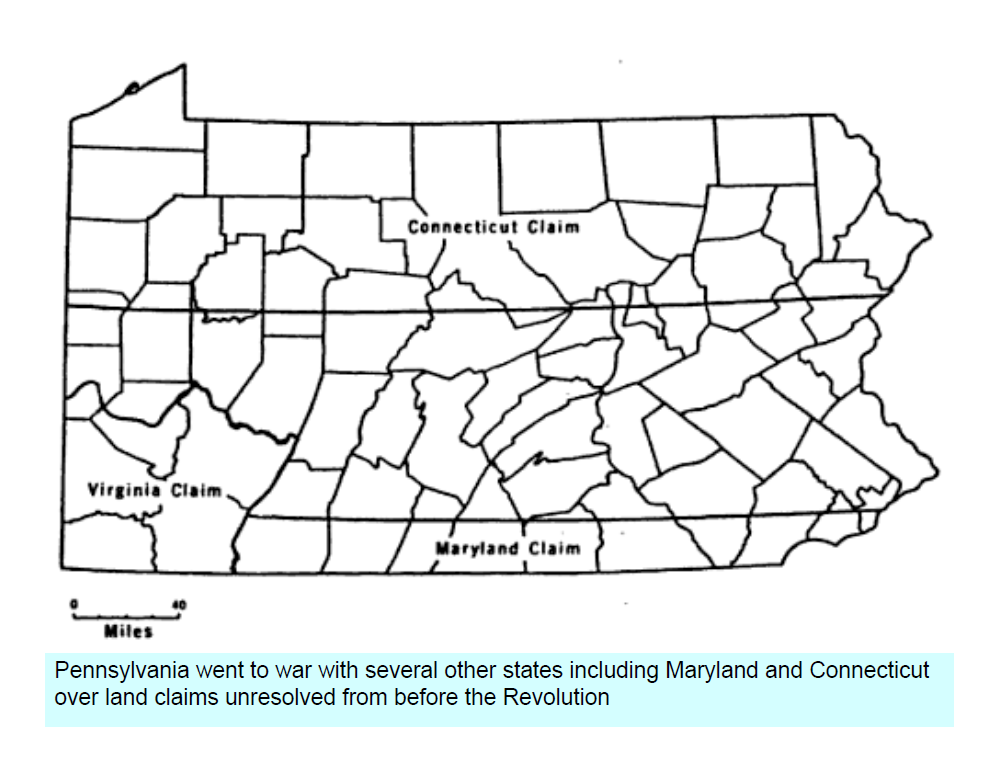 Connecticut Claim
Virginia Claim
Maryland Claim
0 40
Miles
Pennsylvania went to war with several other states including Maryland and Connecticut
over land claims unresolved from before the Revolution